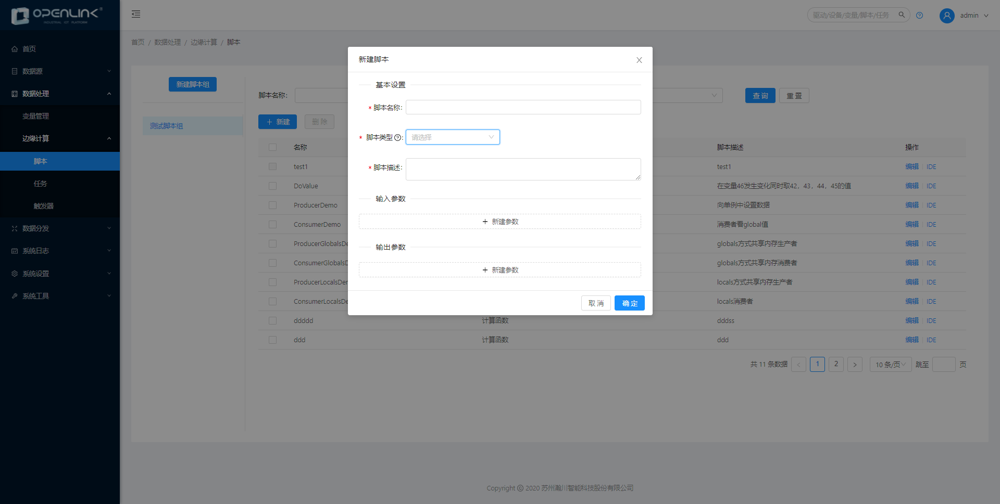 OPENLINK®
INDUSTRIAL IOT PLATFORM
首页
数据源
数据处理
变量管理
边缘计算
脚本
任务
触发器
数据分发
系统日志
系统设置
系统工具
驱动/设备/变量/脚本/任务
admin
首页 / 数据处理 / 边缘计算 / 脚本
新建脚本组
测试脚本组
脚本名称:
查 询
重 置
+ 新建
删 除
名称 脚本描述 操作
test1 test1 编辑 IDE
DoValue 在变量46发生变化同时取42，43，44，45的值 编辑 IDE
ProducerDemo 向单例中设置数据 编辑 IDE
ConsumerDemo 消费者看global值 编辑 IDE
ProducerGlobalsDe globals方式共享内存生产者 编辑 IDE
ConsumerGlobalsD globals方式共享内存消费者 编辑 IDE
ProducerLocalsDe locals方式共享内存生产者 编辑 IDE
ConsumerLocalsDe locals消费者 编辑 IDE
ddddd 计算函数 dddss 编辑 IDE
ddd 计算函数 ddd 编辑 IDE
共 11 条数据 < 1 2 > 10 条/页 跳至 页
新建脚本
基本设置
* 脚本名称:
* 脚本类型 : 请选择
* 脚本描述:
输入参数
+ 新建参数
输出参数
+ 新建参数
取 消
确 定
Copyright © 2020 苏州瀚川智能科技股份有限公司